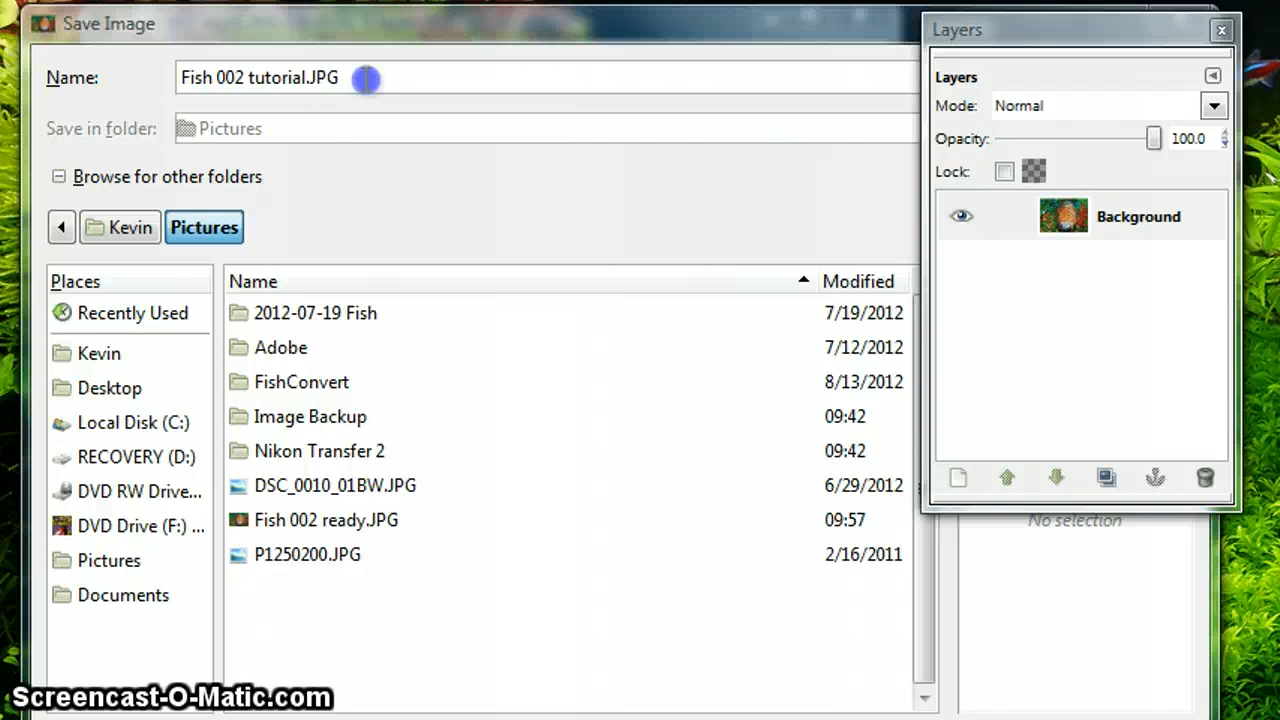 Save Image
Name:
Fish 002 tutorial.JPG
Save in folder:
Pictures
Browse for other folders
Kevin
Pictures
Places
Recently Used
Kevin
Desktop
Local Disk (C:)
RECOVERY (D:)
DVD RW Drive...
DVD Drive (F:) ...
Pictures
Documents
Name Modified
2012-07-19 Fish 7/19/2012
Adobe 7/12/2012
FishConvert 8/13/2012
Image Backup 09:42
Nikon Transfer 2 09:42
DSC_0010_01BW.JPG 6/29/2012
Fish 002 ready.JPG 09:57
P1250200.JPG 2/16/2011
Layers
Layers
Mode: Normal
Opacity: 100.0
Lock:
Background
No selection
Screencast-O-Matic.com